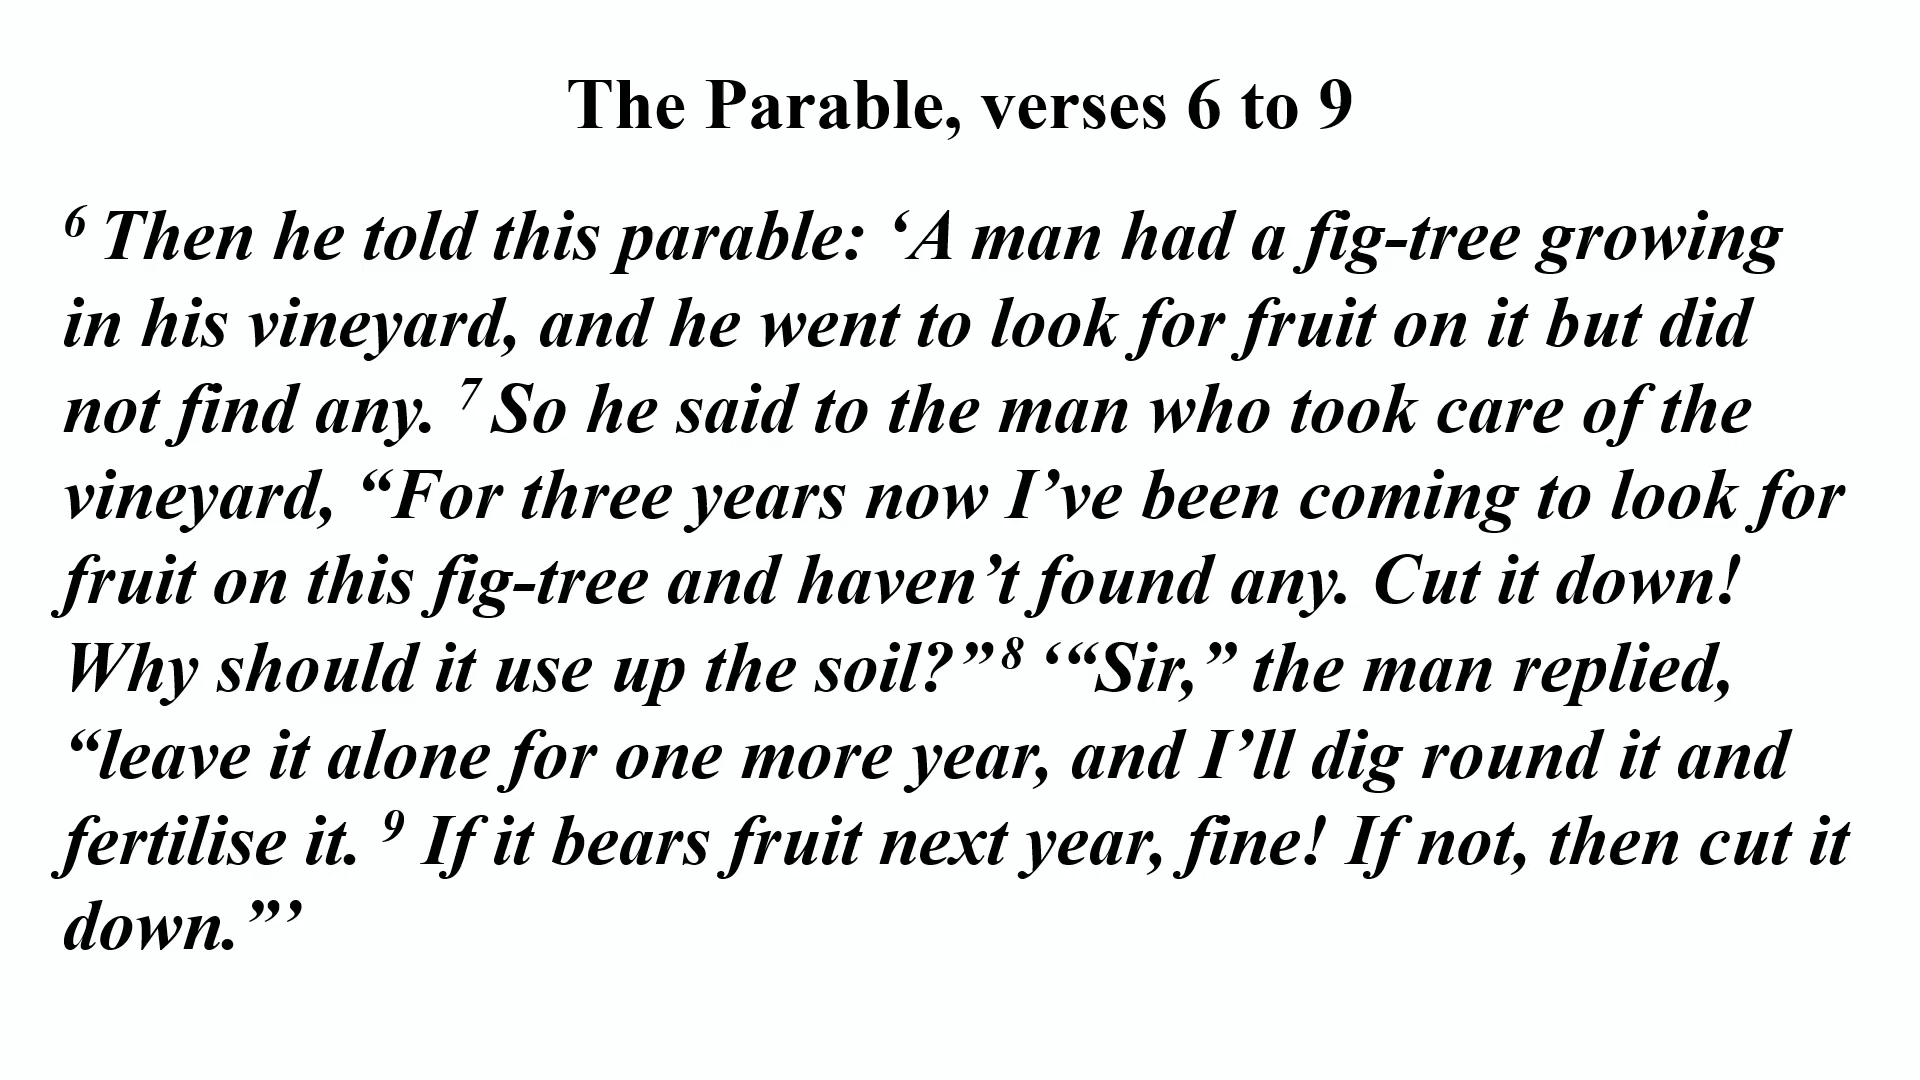 The Parable, verses 6 to 9
6 Then he told this parable: ‘A man had a fig-tree growing
in his vineyard, and he went to look for fruit on it but did
not find any. 7 So he said to the man who took care of the
vineyard, “For three years now I’ve been coming to look for
fruit on this fig-tree and haven’t found any. Cut it down!
Why should it use up the soil?” 8 ‘“Sir,” the man replied,
“leave it alone for one more year, and I’ll dig round it and
fertilise it. 9 If it bears fruit next year, fine! If not, then cut it
down.”’